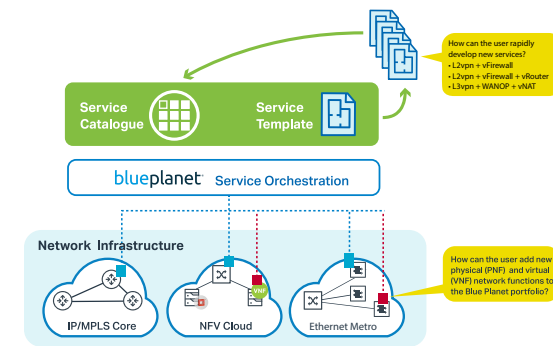 How can the user rapidly
develop new services?
• L2vpn + vFirewall
• L2vpn + vFirewall + vRouter
• L3vpn + WANOP + vNAT
Service
Catalogue
Service
Template
blueplanet Service Orchestration
Network Infrastructure
VNF
IP/MPLS Core
NFV Cloud
Ethernet Metro
How can the user add new
physical (PNF) and virtual
(VNF) network functions to
the Blue Planet portfolio?